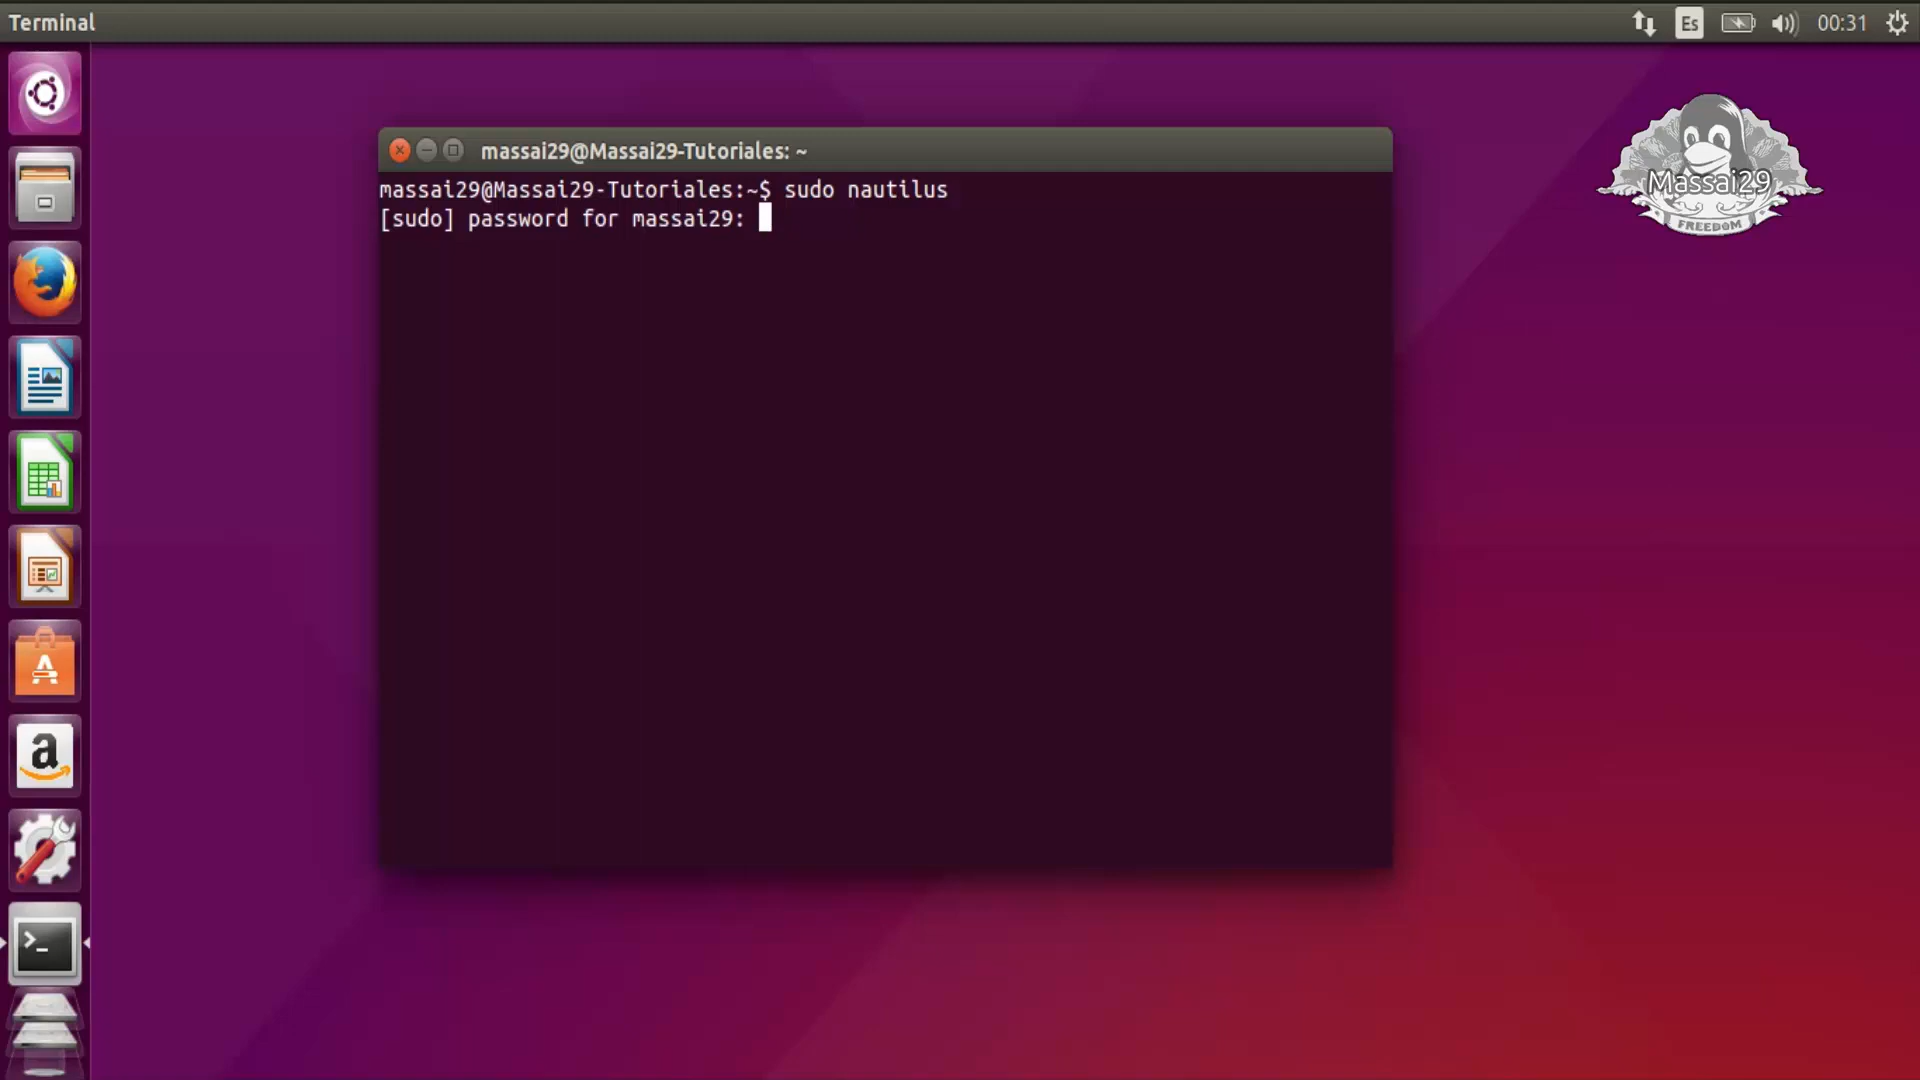 Terminal
Es
00:31
massai29@Massai29-Tutoriales: ~
massai29@Massai29-Tutoriales:~$ sudo nautilus
[sudo] password for massai29:
Massai29
FREEDOM
A
a
>_